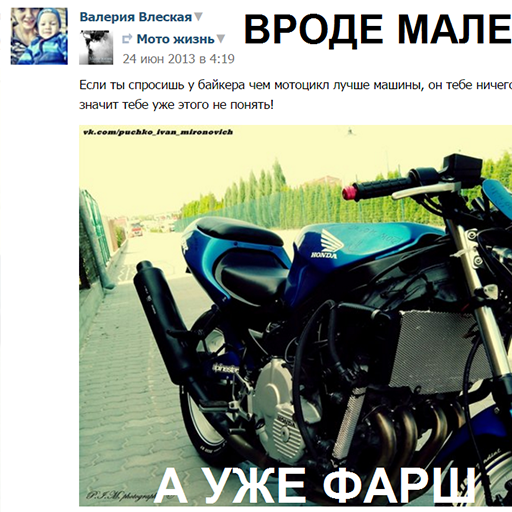 Валерия Влеская
ВРОДЕ МАЛЕ
Мото жизнь
24 июн 2013 в 4:19
Если ты спросишь у байкера чем мотоцикл лучше машины, он тебе ничего
значит тебе уже этого не понять!
vk.com/puchko_ivan_mironovich
HONDA
alpinestar
P.I.M. photograph
А УЖЕ ФАРШ